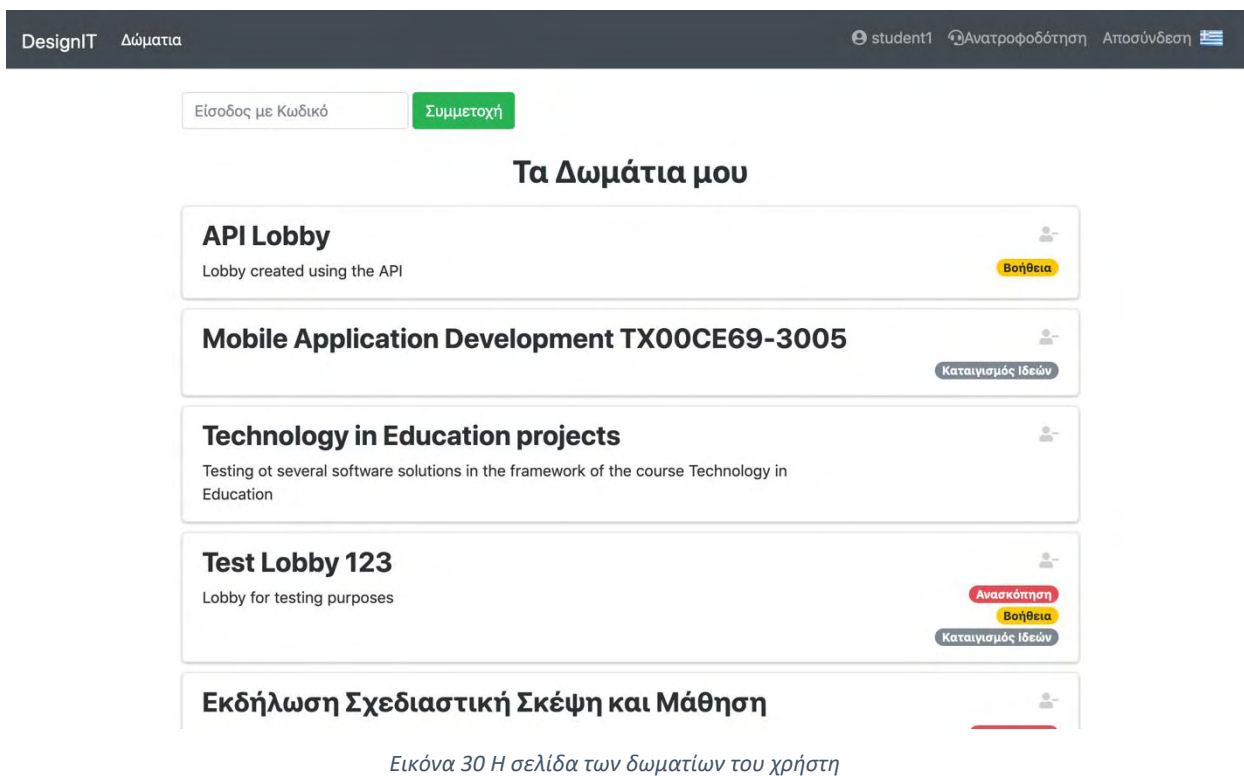 DesignIT Δώματια student1 Ανατροφοδότηση Αποσύνδεση
Είσοδος με Κωδικό Συμμετοχή
Τα Δωμάτια μου
API Lobby
Lobby created using the API
Βοήθεια
Mobile Application Development TX00CE69-3005
Καταιγισμός Ιδεών
Technology in Education projects
Testing ot several software solutions in the framework of the course Technology in
Education
Test Lobby 123
Lobby for testing purposes
Ανασκόπηση
Βοήθεια
Καταιγισμός Ιδεών
Εκδήλωση Σχεδιαστική Σκέψη και Μάθηση
Εικόνα 30 Η σελίδα των δωματίων του χρήστη